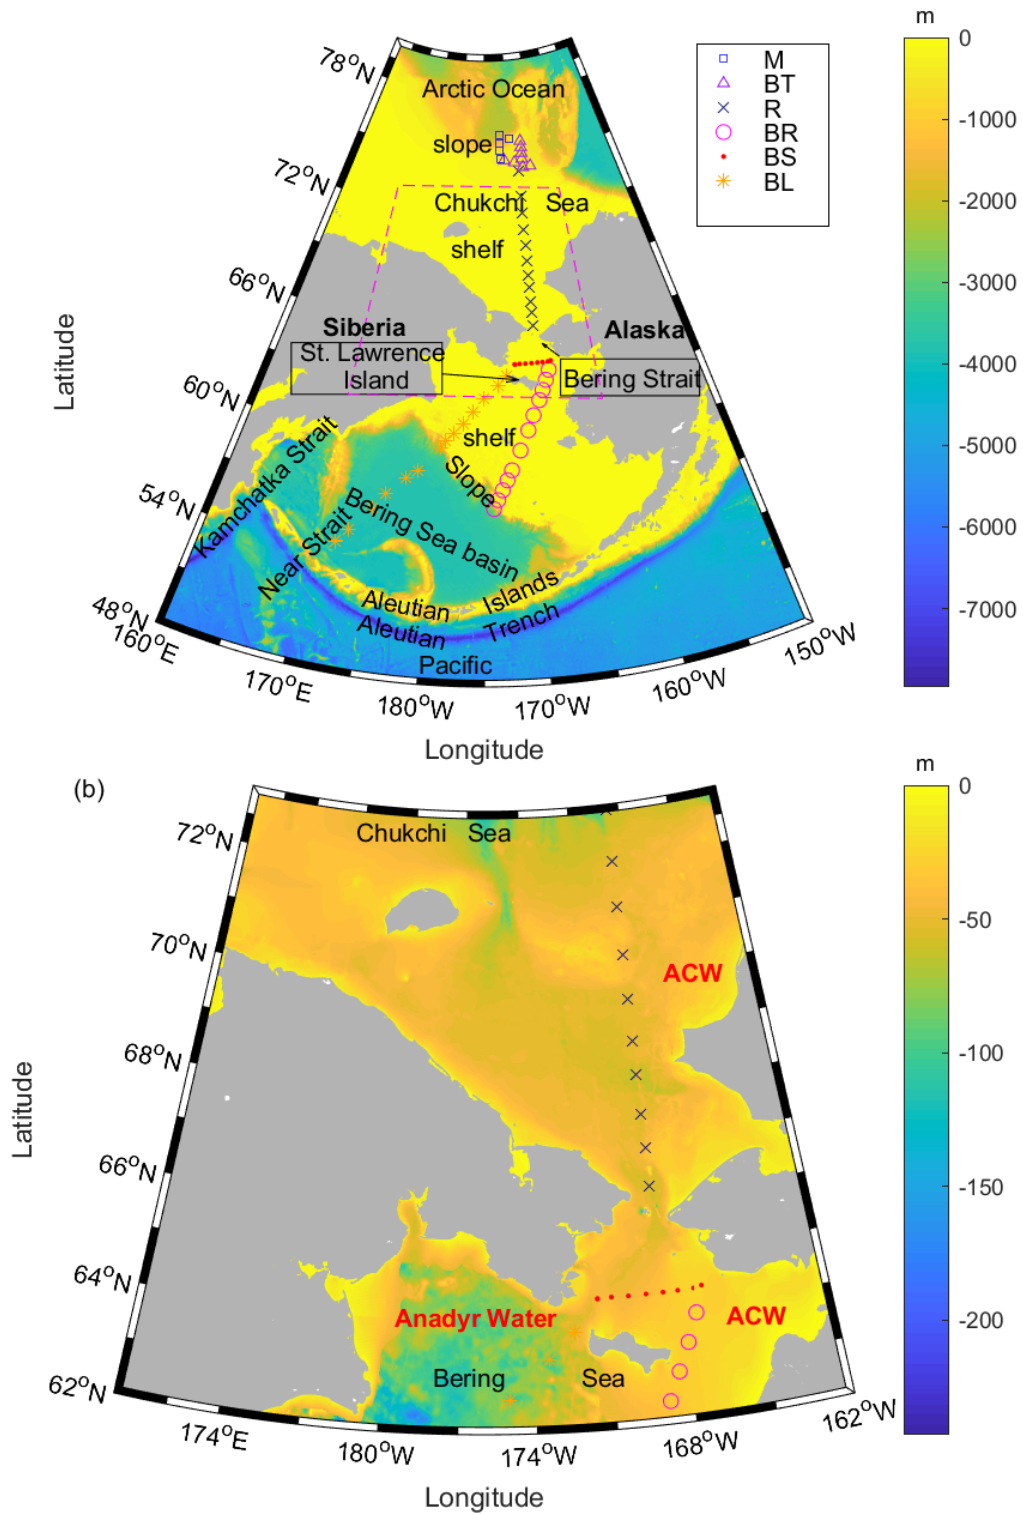 m
0
-1000
-2000
-3000
-4000
-5000
-6000
-7000
M
BT
R
BR
BS
BL
78°N
72°N
66°N
60°N
54°N
48°N
160°E
170°E
180°W
170°W
160°W
150°W
Latitude
Longitude
Arctic Ocean
slope
Chukchi Sea
shelf
Siberia
Alaska
St. Lawrence
Island
Bering Strait
shelf
Slope
Kamchatka Strait
Near Strait
Bering Sea basin
Aleutian Islands
Aleutian Trench
Pacific
(b)
m
0
-50
-100
-150
-200
72°N
70°N
68°N
66°N
64°N
62°N
174°E
180°W
174°W
168°W
162°W
Latitude
Longitude
Chukchi Sea
ACW
Anadyr Water
ACW
Bering Sea